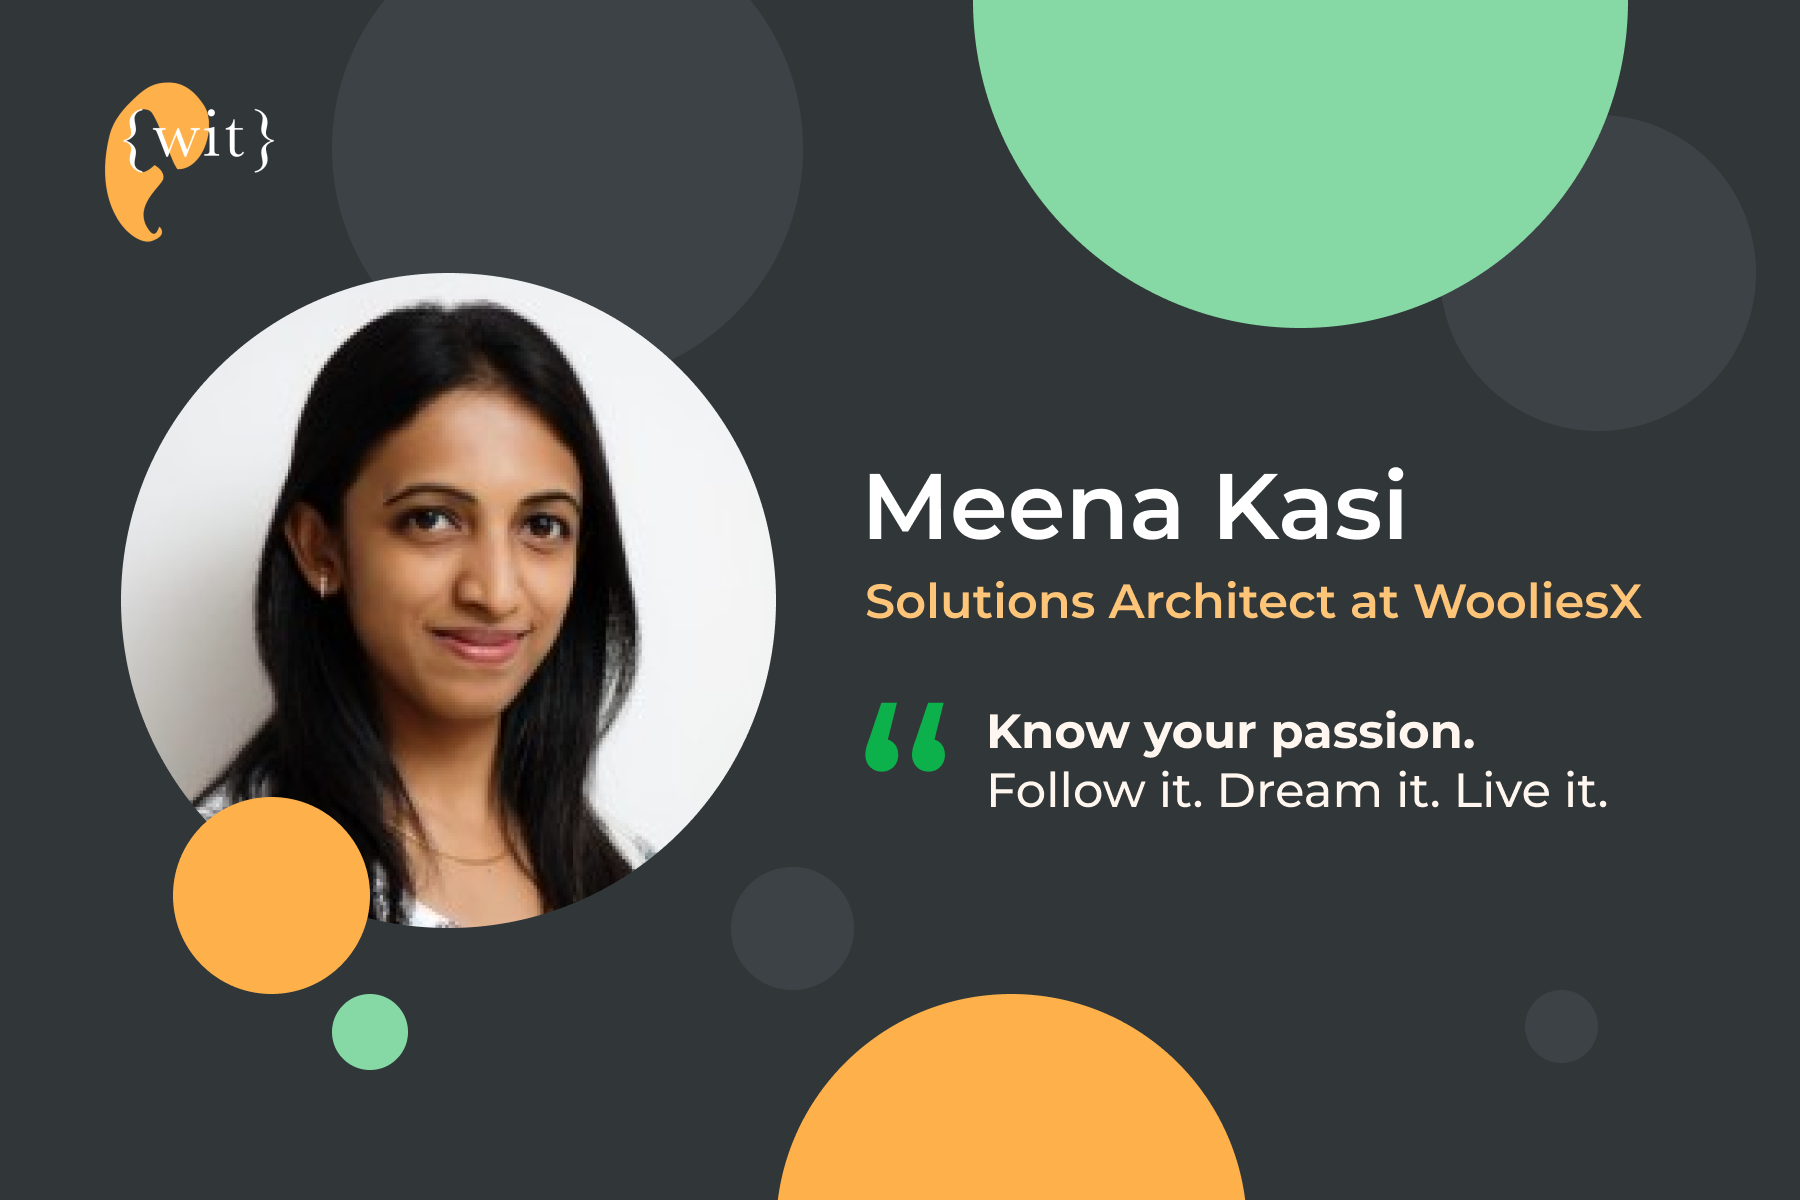 {wit}
Meena Kasi
Solutions Architect at WooliesX
“ Know your passion.
Follow it. Dream it. Live it.